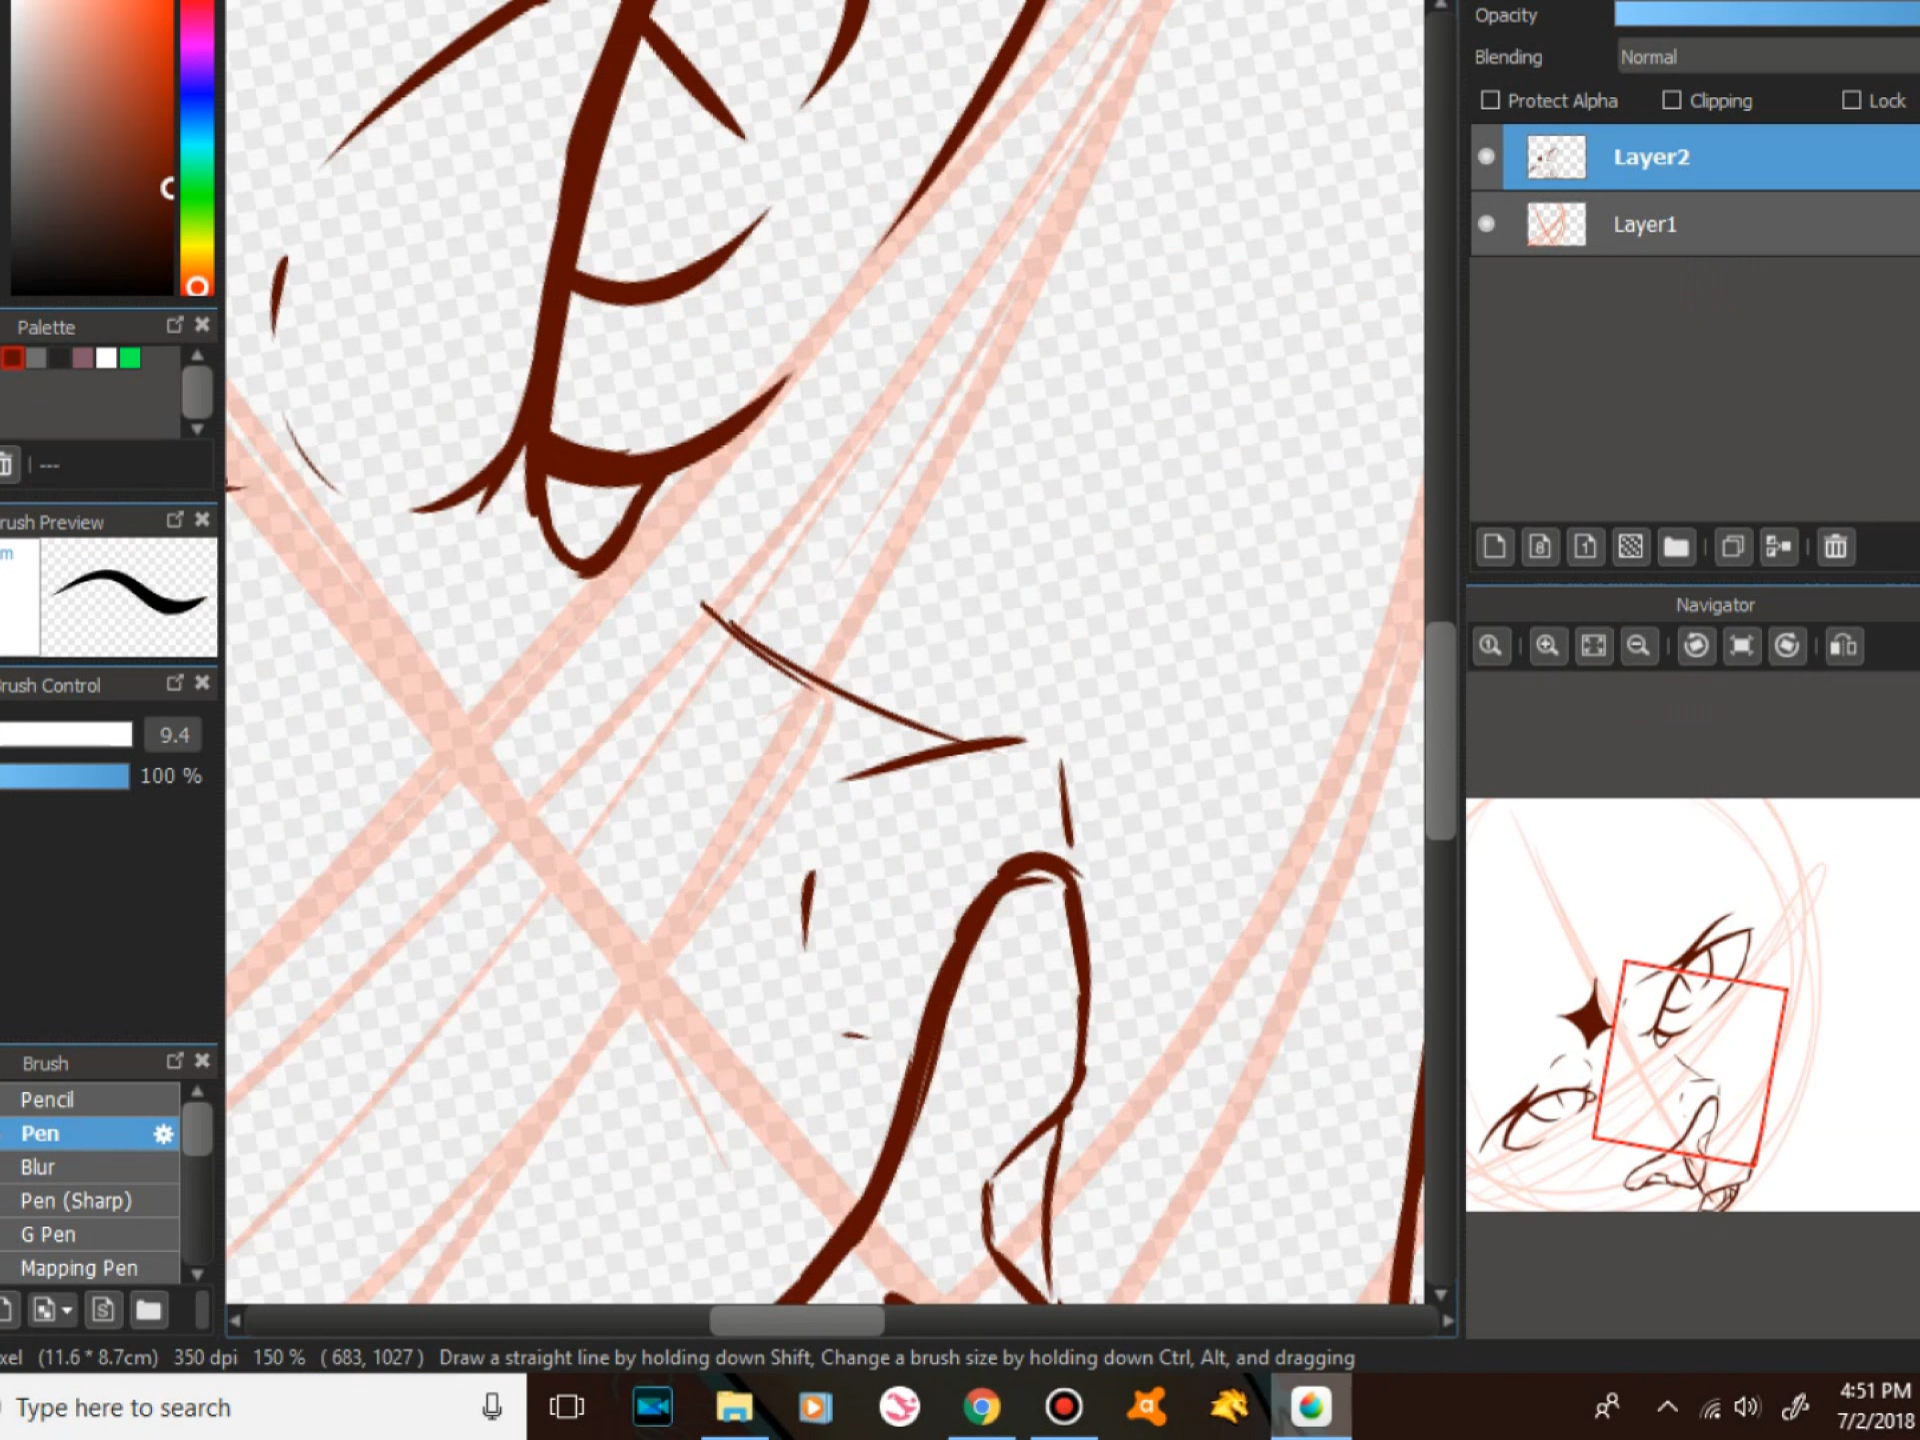 Opacity
Blending
Normal
Protect Alpha
Clipping
Lock
Layer2
Layer1
Palette
---
rush Preview
m
rush Control
9.4
100 %
Brush
Pencil
Pen
Blur
Pen (Sharp)
G Pen
Mapping Pen
8
1
Navigator
xel (11.6 * 8.7cm) 350 dpi 150 % ( 683, 1027 ) Draw a straight line by holding down Shift, Change a brush size by holding down Ctrl, Alt, and dragging
Type here to search
4:51 PM
7/2/2018